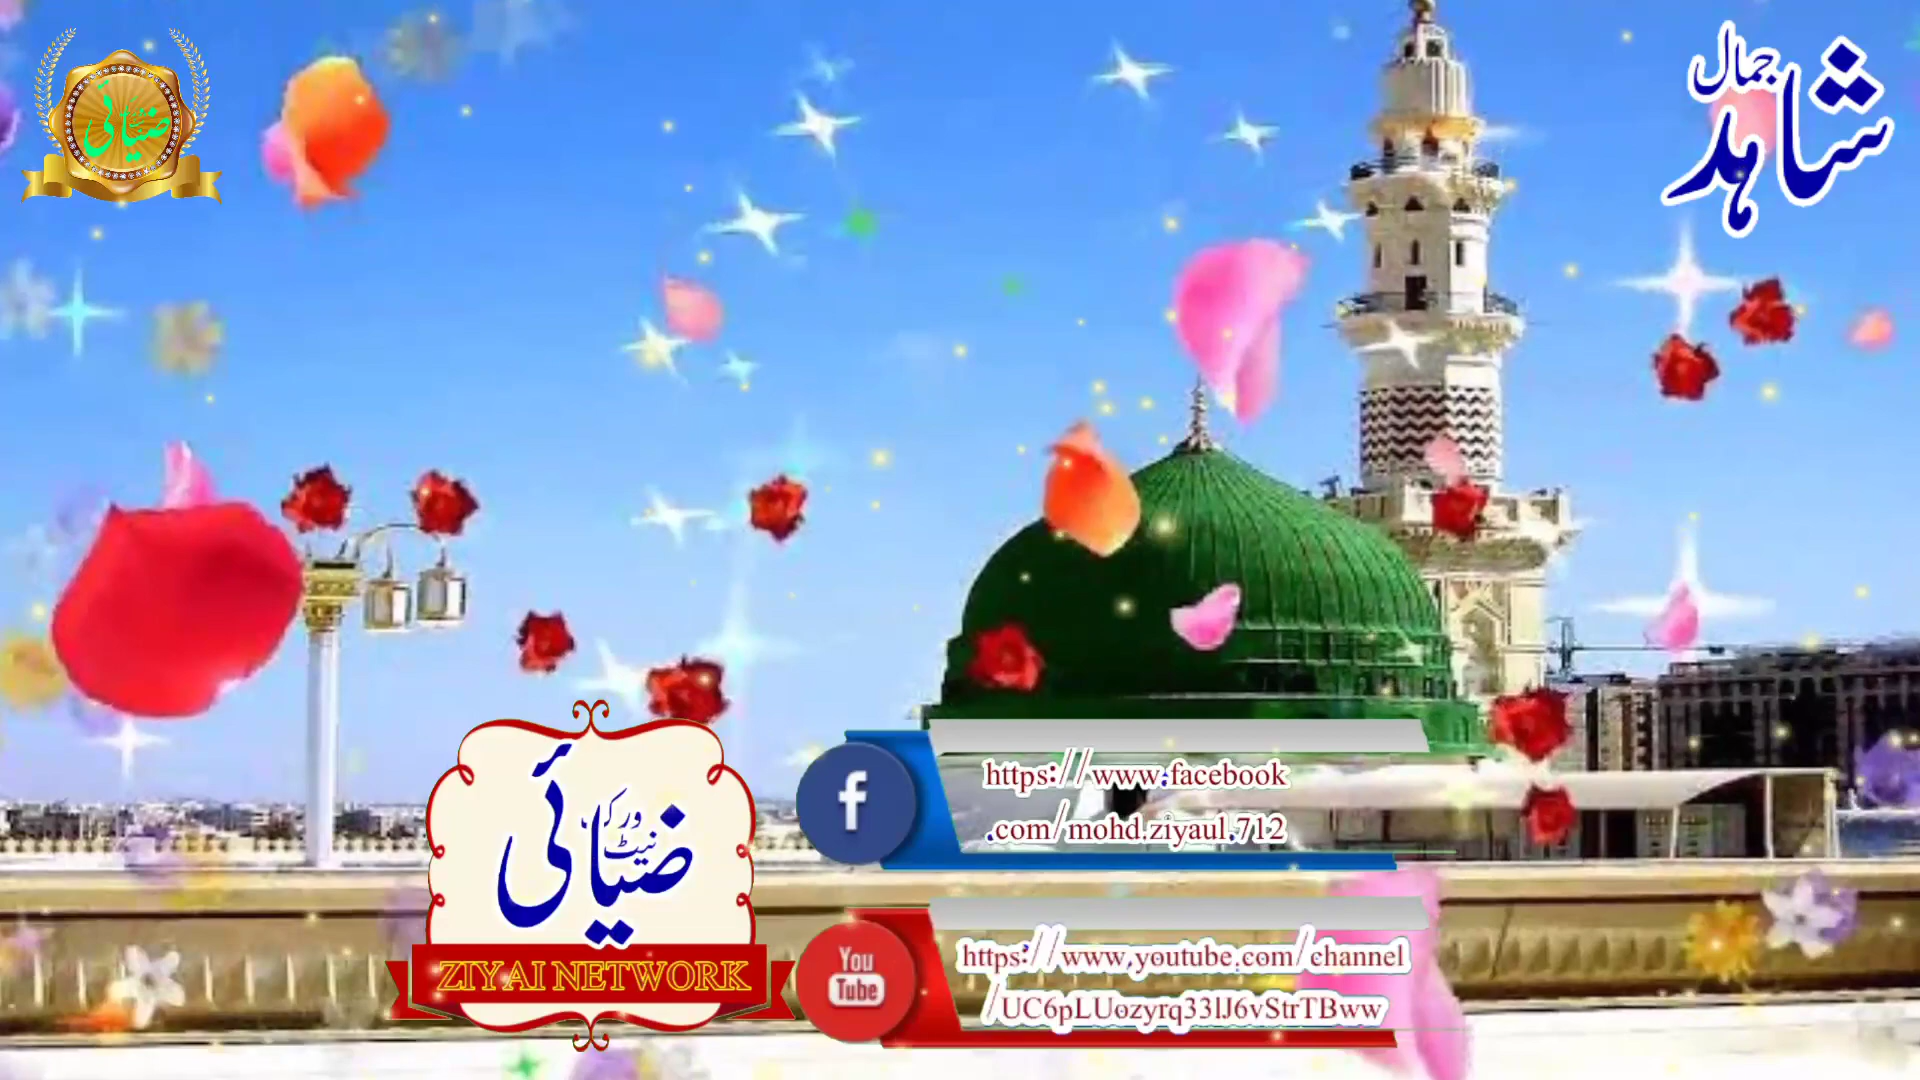 ضیائی
جمال
شاہد
ضیائی نیٹ ورک
ZIYAI NETWORK
https://www.facebook
.com/mohd.ziyaul.712
You
Tube
https://www.youtube.com/channel
/UC6pLUozyrq33lJ6vStrTBww